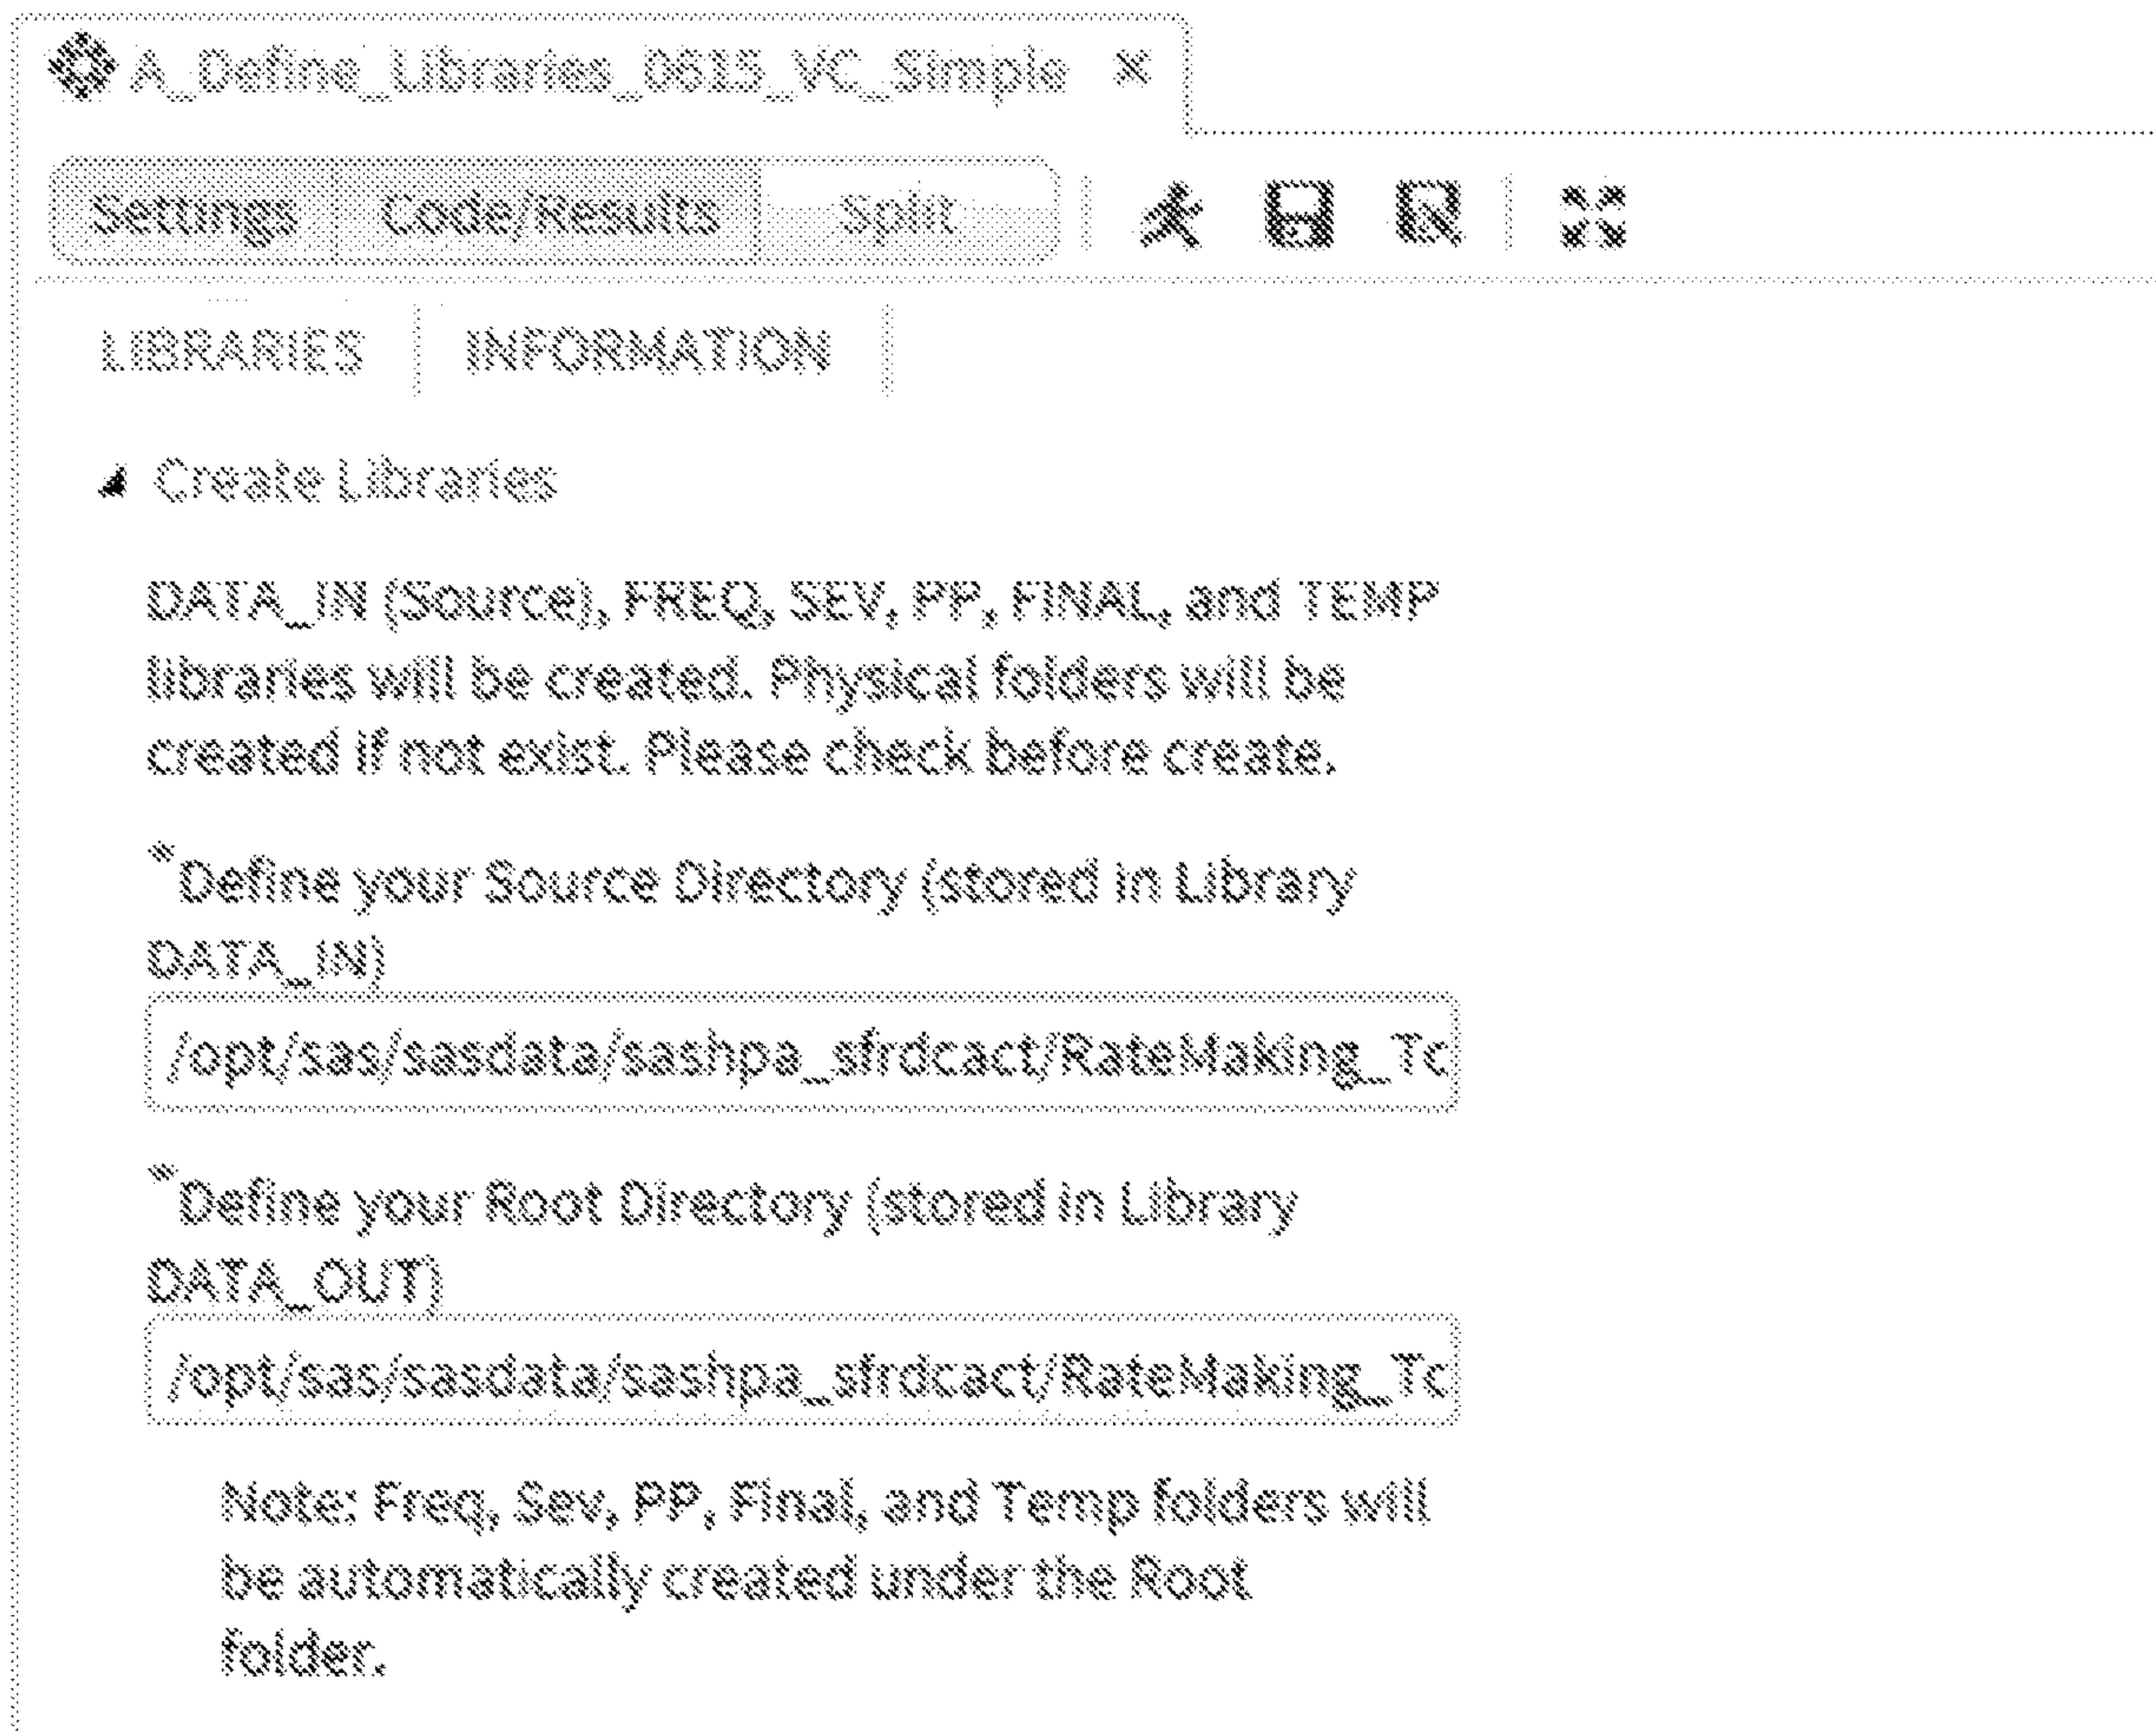 A_Define_Libraries_0615_VC_Simple ×
Settings Code/Results Split
LIBRARIES INFORMATION
Create Libraries
DATA_IN (Source), FREQ, SEV, PP, FINAL, and TEMP
libraries will be created. Physical folders will be
created if not exist. Please check before create.
*Define your Source Directory (stored in Library
DATA_IN)
/opt/sas/sasdata/sashpa_sfrdcact/RateMaking_Tc
*Define your Root Directory (stored in Library
DATA_OUT)
/opt/sas/sasdata/sashpa_sfrdcact/RateMaking_Tc
Note: Freq, Sev, PP, Final, and Temp folders will
be automatically created under the Root
folder.